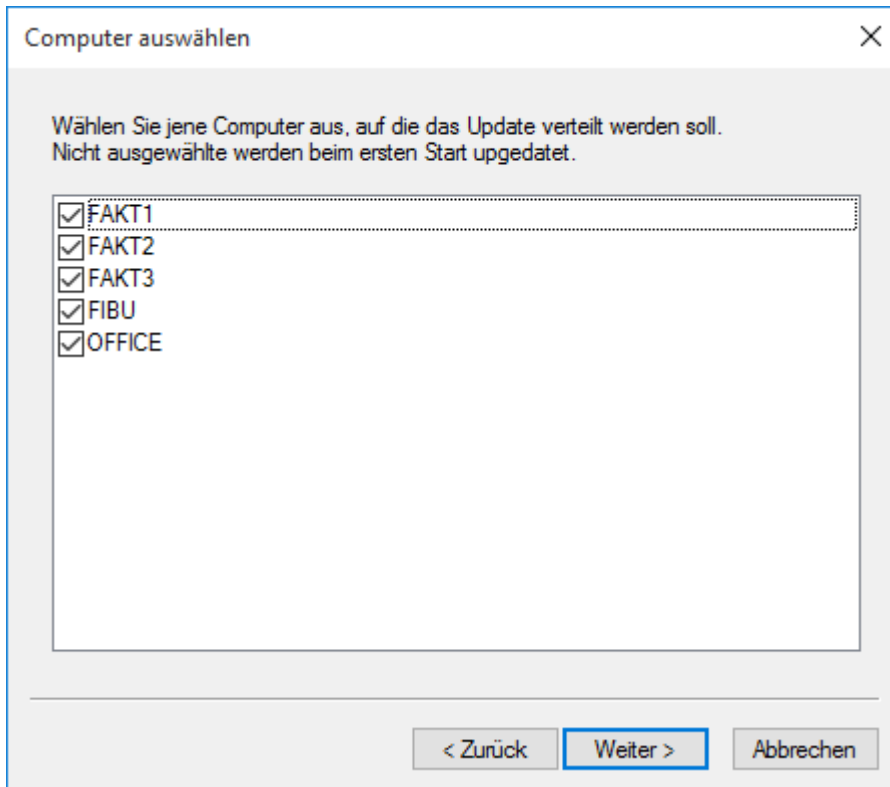 Computer auswählen
Wählen Sie jene Computer aus, auf die das Update verteilt werden soll.
Nicht ausgewählte werden beim ersten Start upgedatet.
FAKT1
FAKT2
FAKT3
FIBU
OFFICE
< Zurück Weiter > Abbrechen